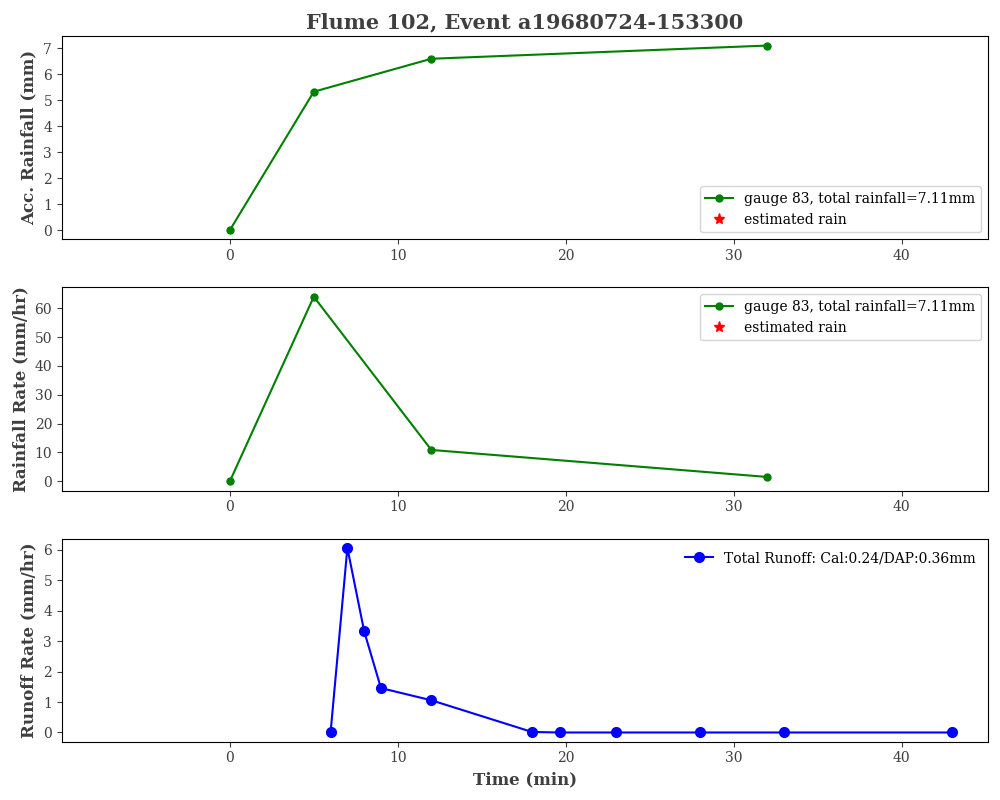 Flume 102, Event a19680724-153300
Acc. Rainfall (mm)
7
6
5
4
3
2
1
0
gauge 83, total rainfall=7.11mm
estimated rain
0 10 20 30 40
Rainfall Rate (mm/hr)
60
50
40
30
20
10
0
gauge 83, total rainfall=7.11mm
estimated rain
0 10 20 30 40
Runoff Rate (mm/hr)
6
5
4
3
2
1
0
Total Runoff: Cal:0.24/DAP:0.36mm
0 10 20 30 40
Time (min)